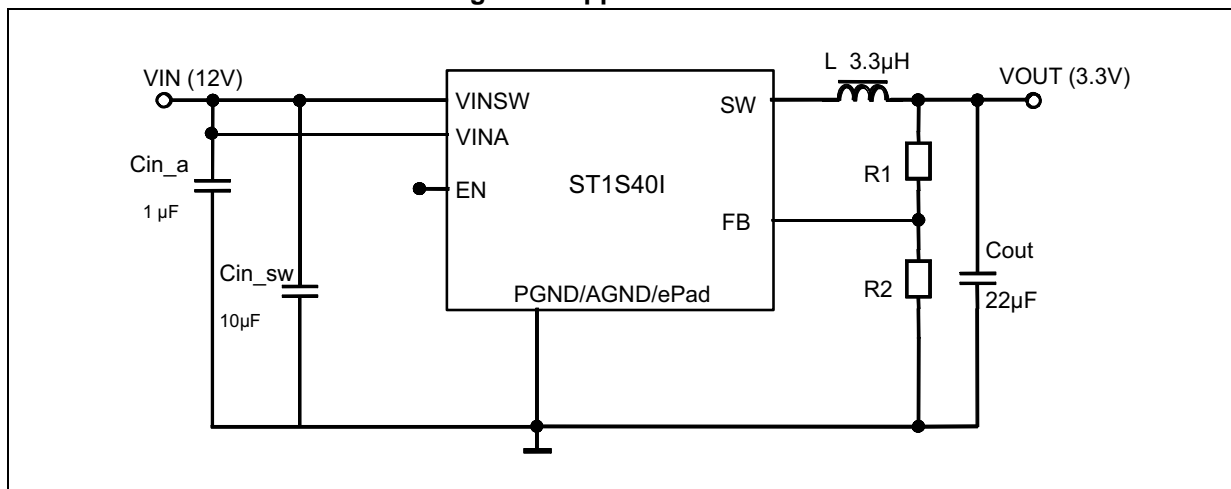 VIN (12V)
L 3.3µH
VOUT (3.3V)
VINSW
SW
VINA
Cin_a
R1
EN
ST1S40I
1 µF
FB
Cout
Cin_sw
R2
PGND/AGND/ePad
22µF
10µF